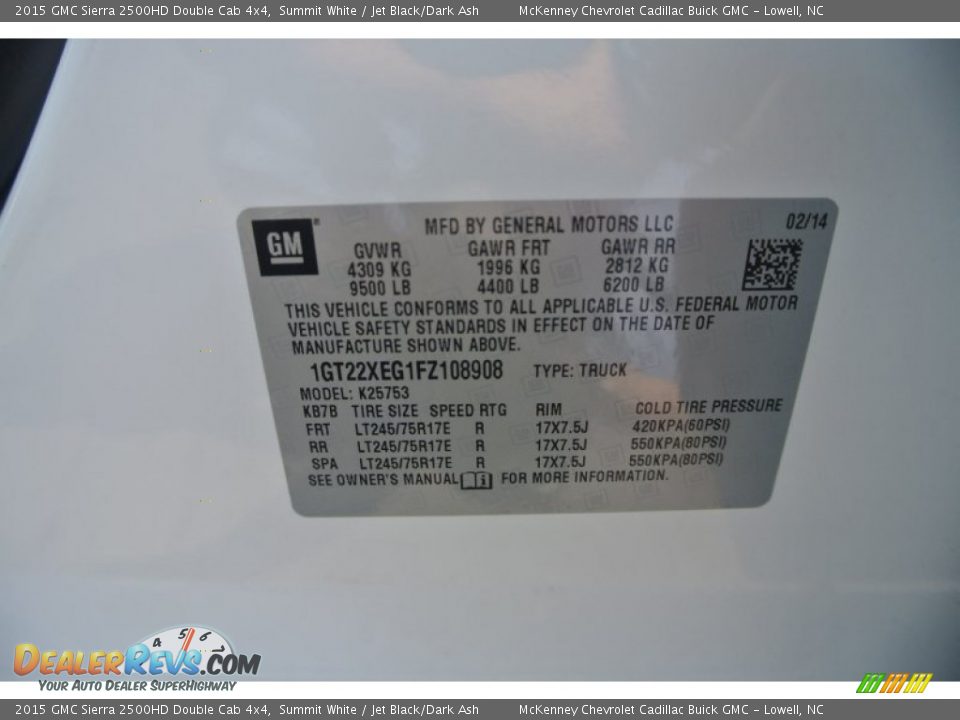 2015 GMC Sierra 2500HD Double Cab 4x4, Summit White / Jet Black/Dark Ash McKenney Chevrolet Cadillac Buick GMC - Lowell, NC
GM
MFD BY GENERAL MOTORS LLC 02/14
GVWR GAWR FRT GAWR RR
4309 KG 1996 KG 2812 KG
9500 LB 4400 LB 6200 LB
THIS VEHICLE CONFORMS TO ALL APPLICABLE U.S. FEDERAL MOTOR
VEHICLE SAFETY STANDARDS IN EFFECT ON THE DATE OF
MANUFACTURE SHOWN ABOVE.
1GT22XEG1FZ108908 TYPE: TRUCK
MODEL: K25753
KB7B TIRE SIZE SPEED RTG RIM COLD TIRE PRESSURE
FRT LT245/75R17E R 17X7.5J 420KPA(60PSI)
RR LT245/75R17E R 17X7.5J 550KPA(80PSI)
SPA LT245/75R17E R 17X7.5J 550KPA(80PSI)
SEE OWNER'S MANUAL FOR MORE INFORMATION.
4 5 6
DEALERREVS.COM
YOUR AUTO DEALER SUPERHIGHWAY
2015 GMC Sierra 2500HD Double Cab 4x4, Summit White / Jet Black/Dark Ash McKenney Chevrolet Cadillac Buick GMC - Lowell, NC